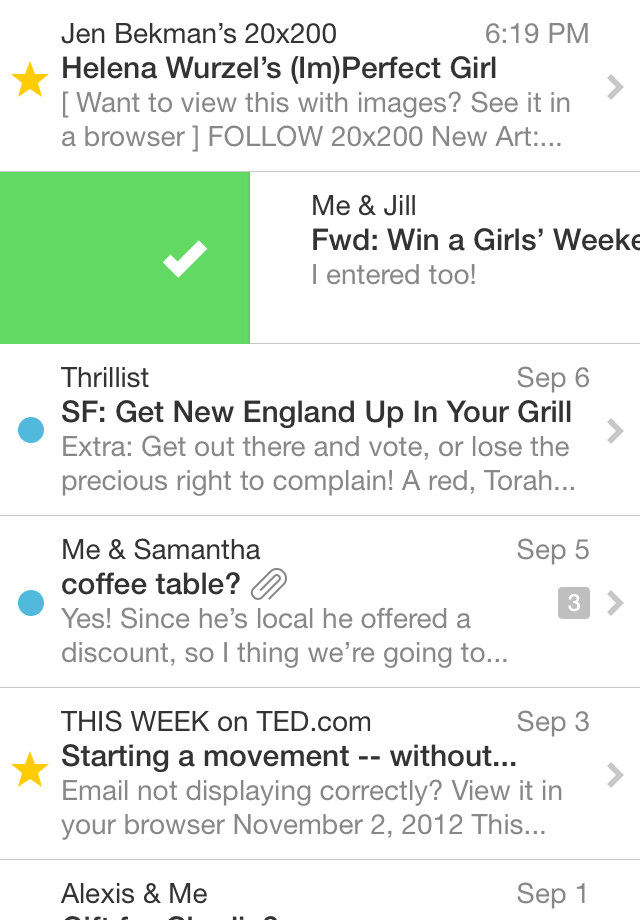 Jen Bekman’s 20x200 6:19 PM
Helena Wurzel’s (Im)Perfect Girl
[ Want to view this with images? See it in
a browser ] FOLLOW 20x200 New Art:...
Me & Jill
Fwd: Win a Girls’ Weeke
I entered too!
Thrillist Sep 6
SF: Get New England Up In Your Grill
Extra: Get out there and vote, or lose the
precious right to complain! A red, Torah...
Me & Samantha Sep 5
coffee table?
Yes! Since he’s local he offered a 3
discount, so I thing we’re going to...
THIS WEEK on TED.com Sep 3
Starting a movement -- without...
Email not displaying correctly? View it in
your browser November 2, 2012 This...
Alexis & Me Sep 1